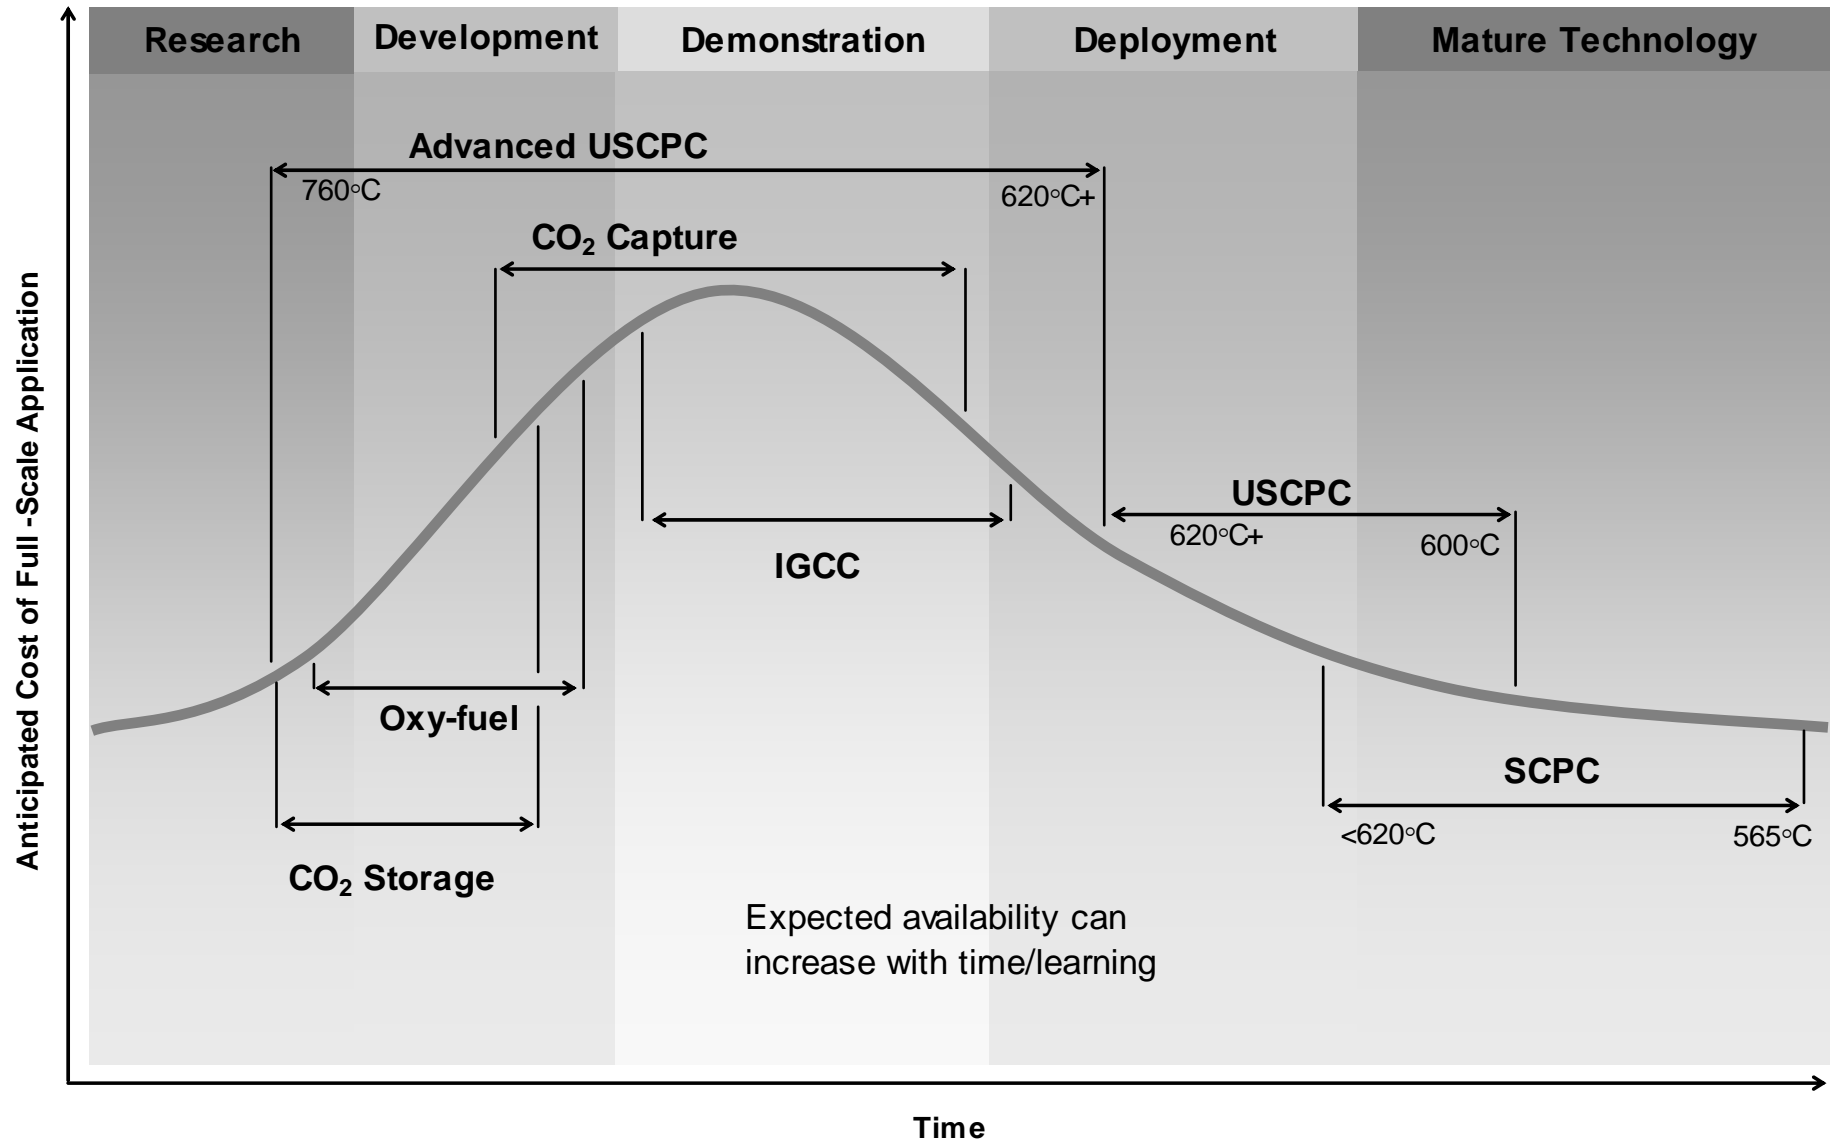 Research
Development
Demonstration
Deployment
Mature Technology
Advanced USCPC
760°C
620°C+
CO₂ Capture
USCPC
620°C+
600°C
IGCC
Oxy-fuel
SCPC
<620°C
565°C
CO₂ Storage
Expected availability can
increase with time/learning
Anticipated Cost of Full -Scale Application
Time